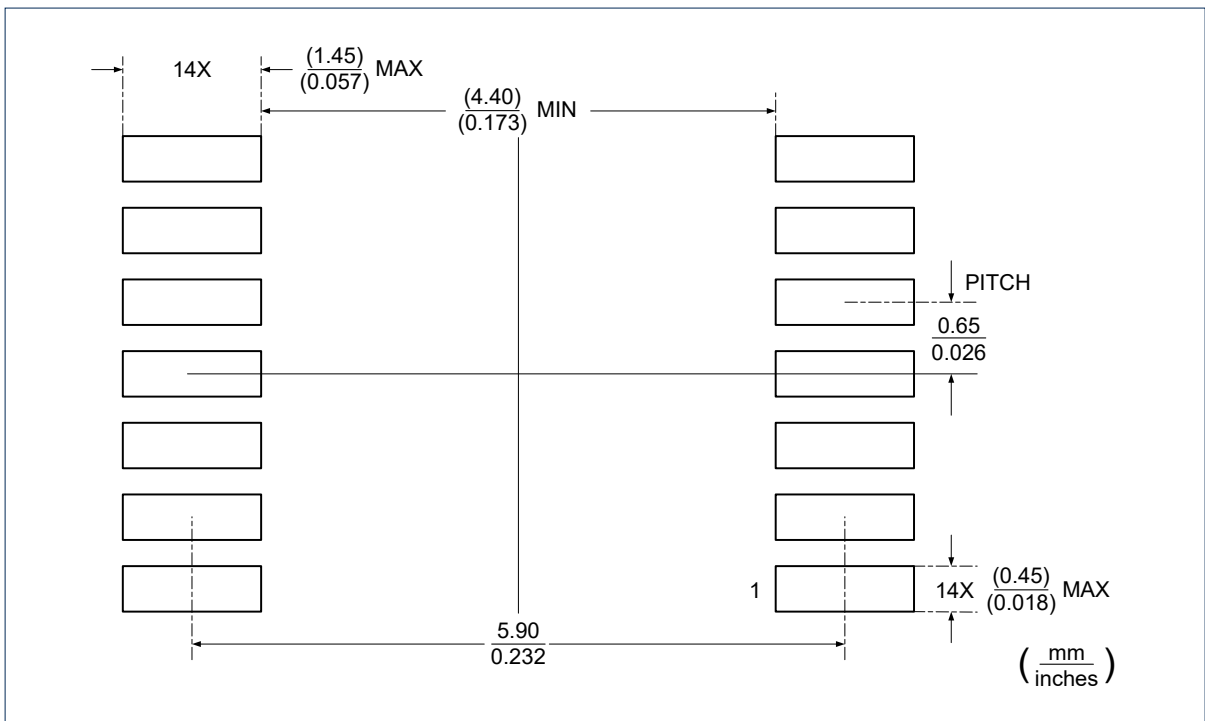 14X
(1.45)
(0.057)
MAX
(4.40)
(0.173)
MIN
PITCH
0.65
0.026
1
14X
(0.45)
(0.018)
MAX
5.90
0.232
(mm
inches)